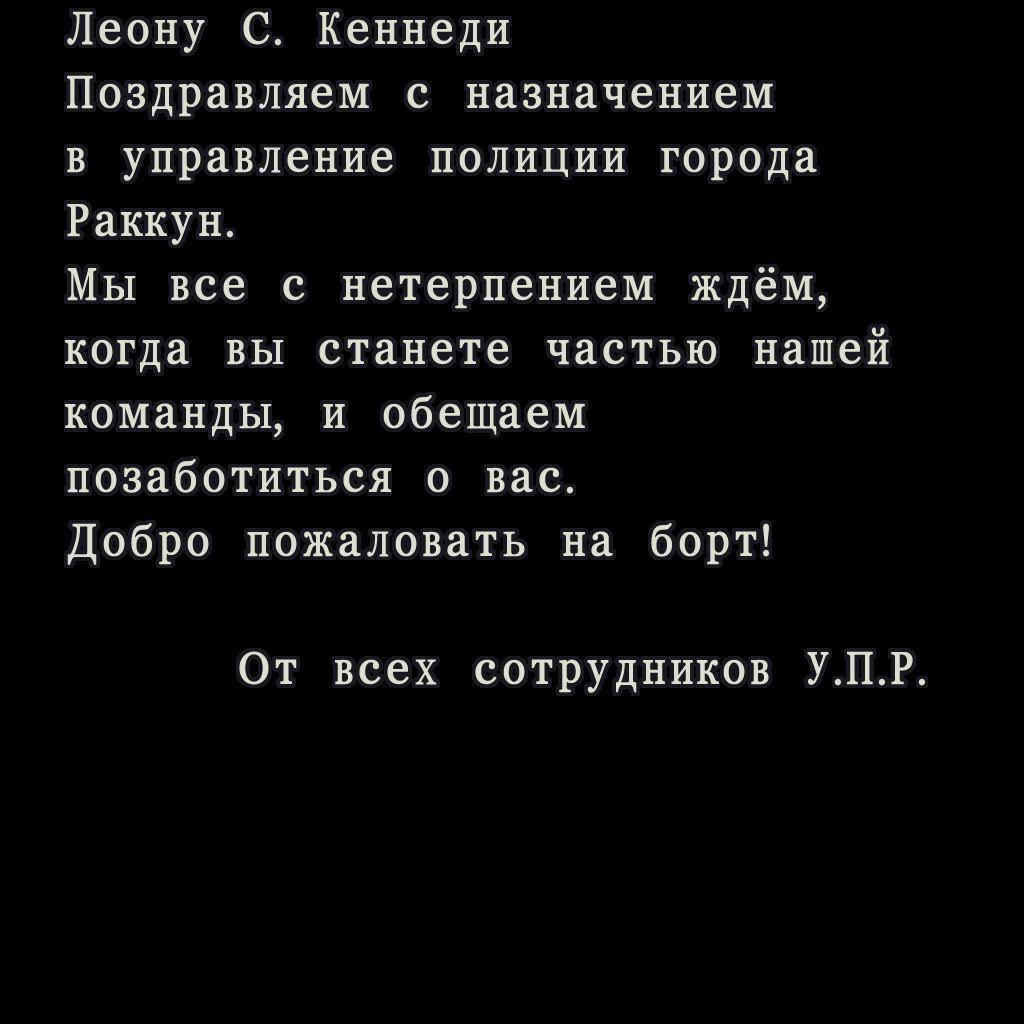 Леону С. Кеннеди
Поздравляем с назначением
в управление полиции города
Раккун.
Мы все с нетерпением ждём,
когда вы станете частью нашей
команды, и обещаем
позаботиться о вас.
Добро пожаловать на борт!
От всех сотрудников У.П.Р.